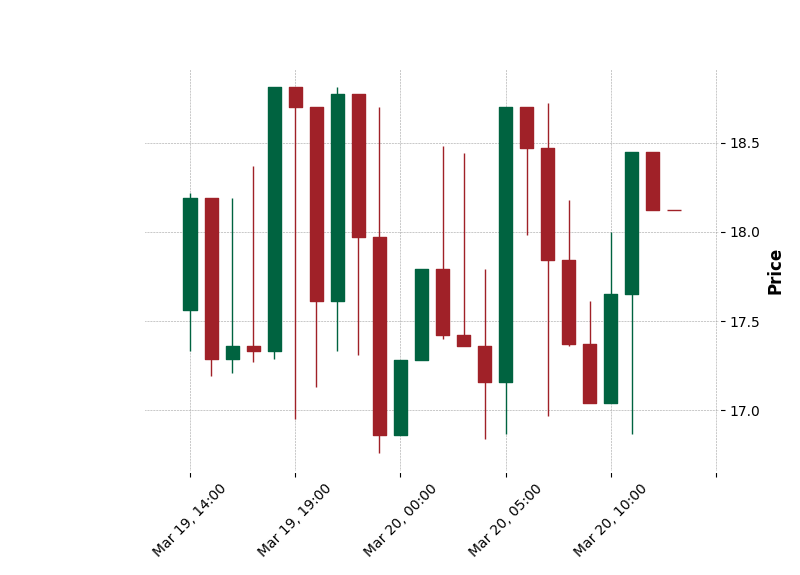 18.5
18.0
17.5
17.0
Price
Mar 19, 14:00
Mar 19, 19:00
Mar 20, 00:00
Mar 20, 05:00
Mar 20, 10:00